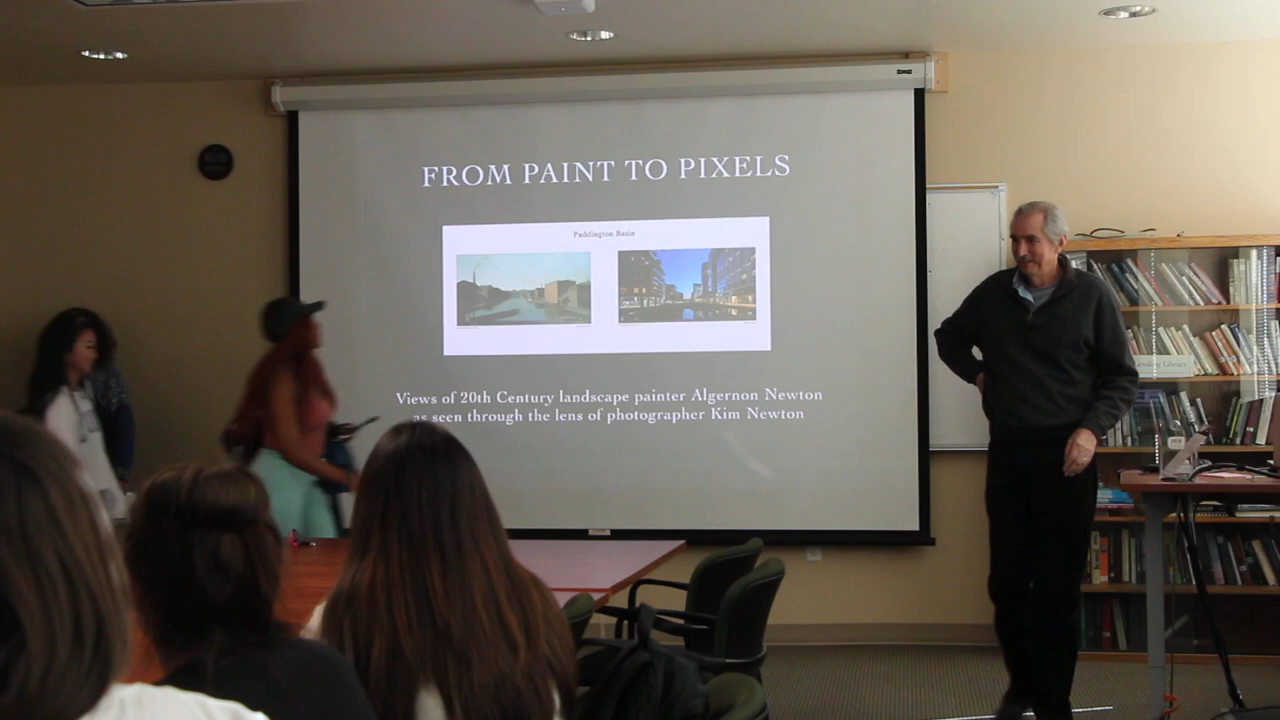 FROM PAINT TO PIXELS
Paddington Basin
Views of 20th Century landscape painter Algernon Newton
as seen through the lens of photographer Kim Newton
Library